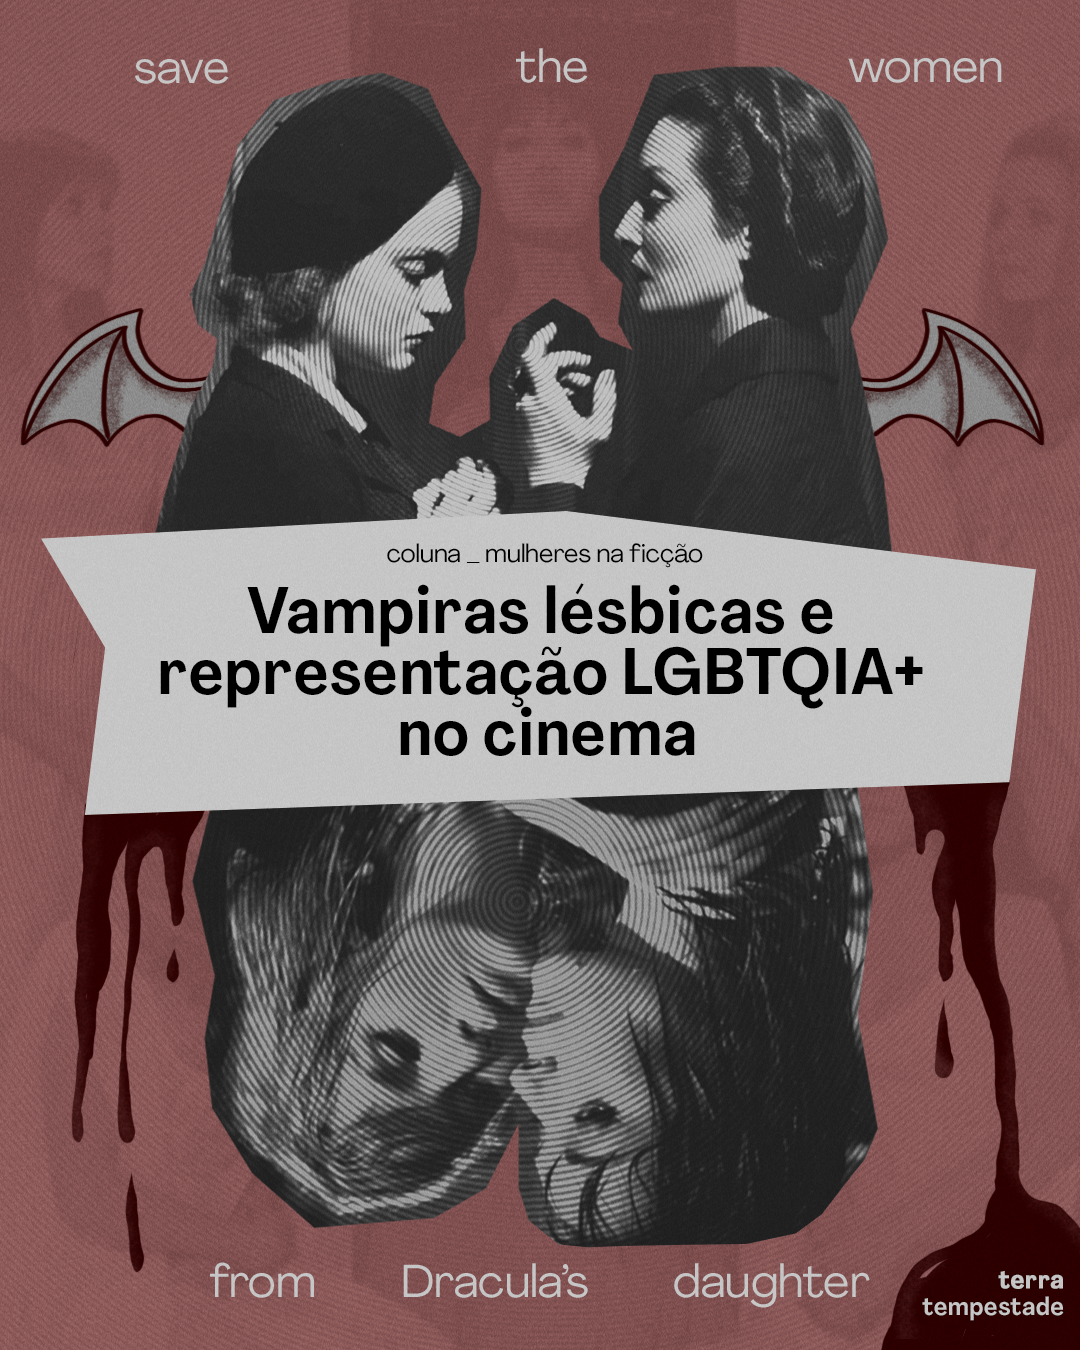 save the women
coluna _ mulheres na ficção
Vampiras lésbicas e
representação LGBTQIA+
no cinema
from Dracula's daughter
terra
tempestade